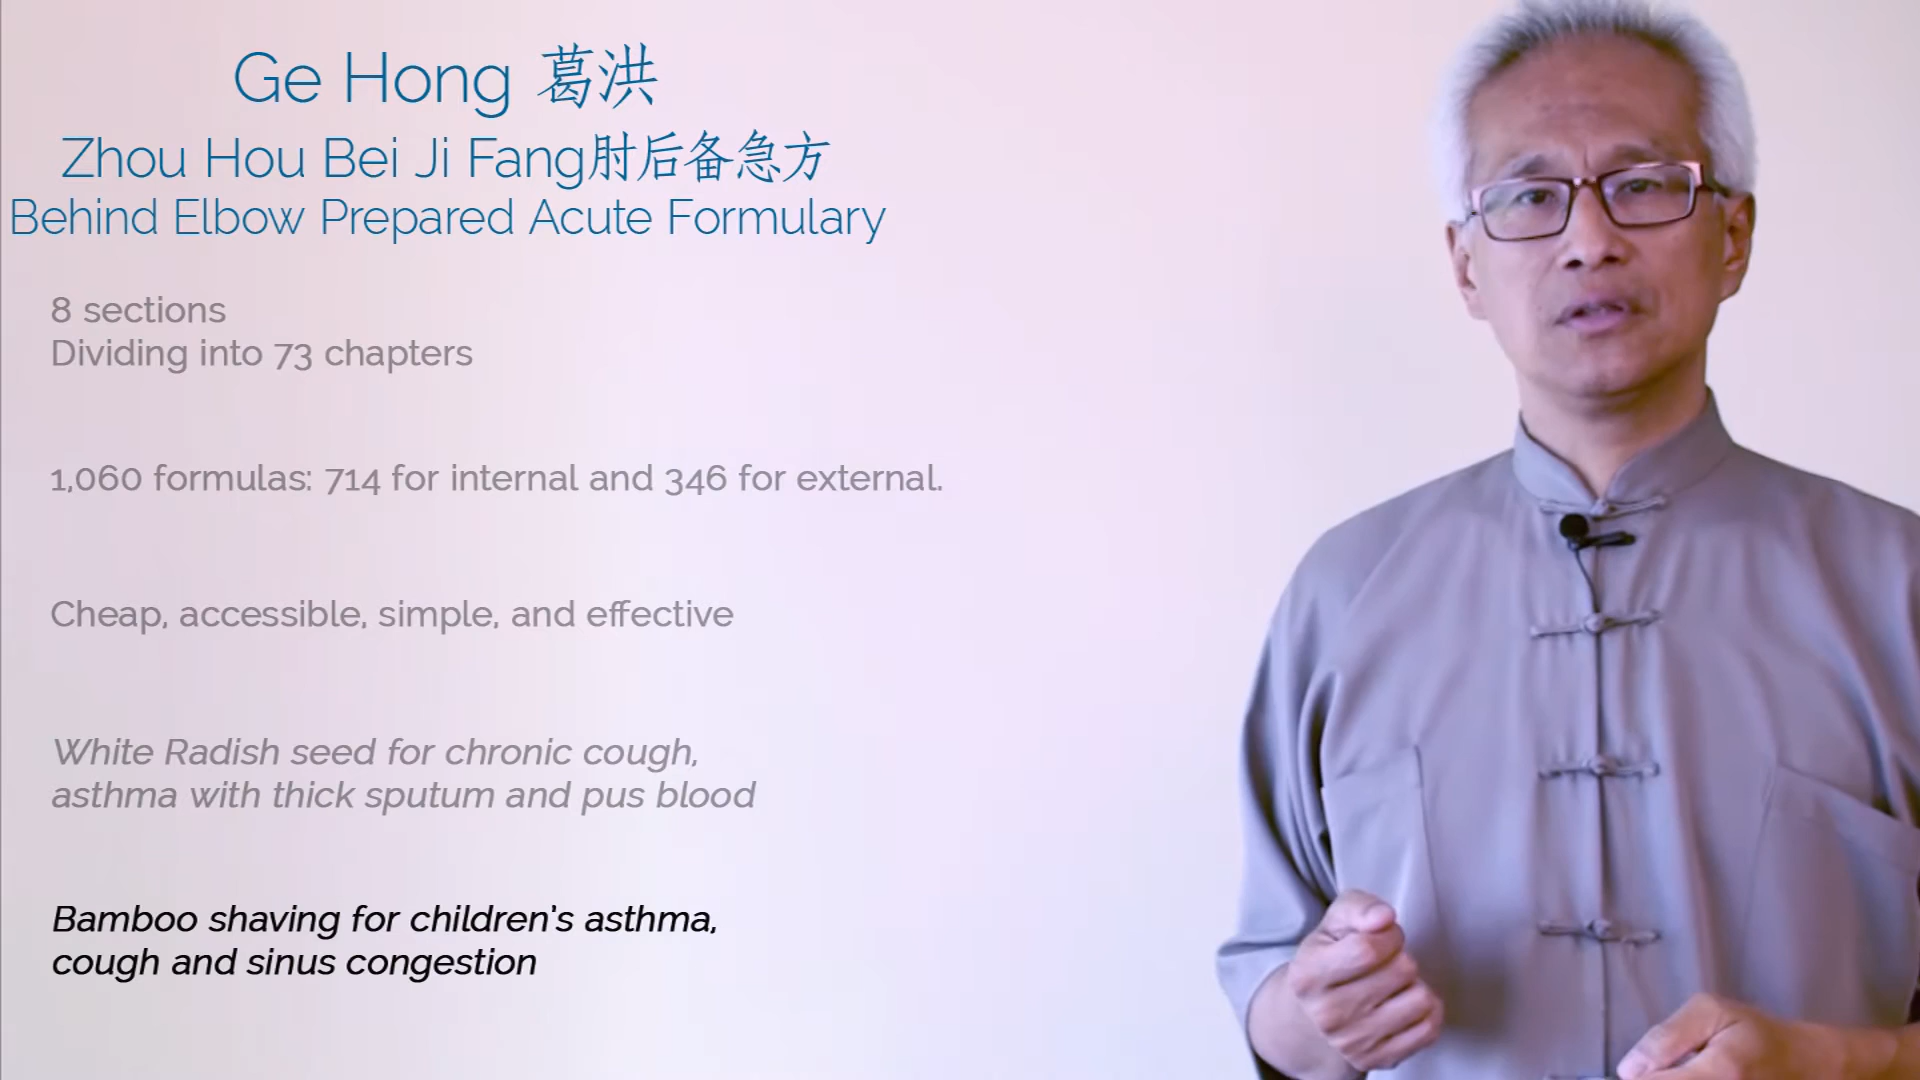 Ge Hong 葛洪
Zhou Hou Bei Ji Fang肘后备急方
Behind Elbow Prepared Acute Formulary
8 sections
Dividing into 73 chapters
1,060 formulas: 714 for internal and 346 for external.
Cheap, accessible, simple, and effective
White Radish seed for chronic cough,
asthma with thick sputum and pus blood
Bamboo shaving for children's asthma,
cough and sinus congestion